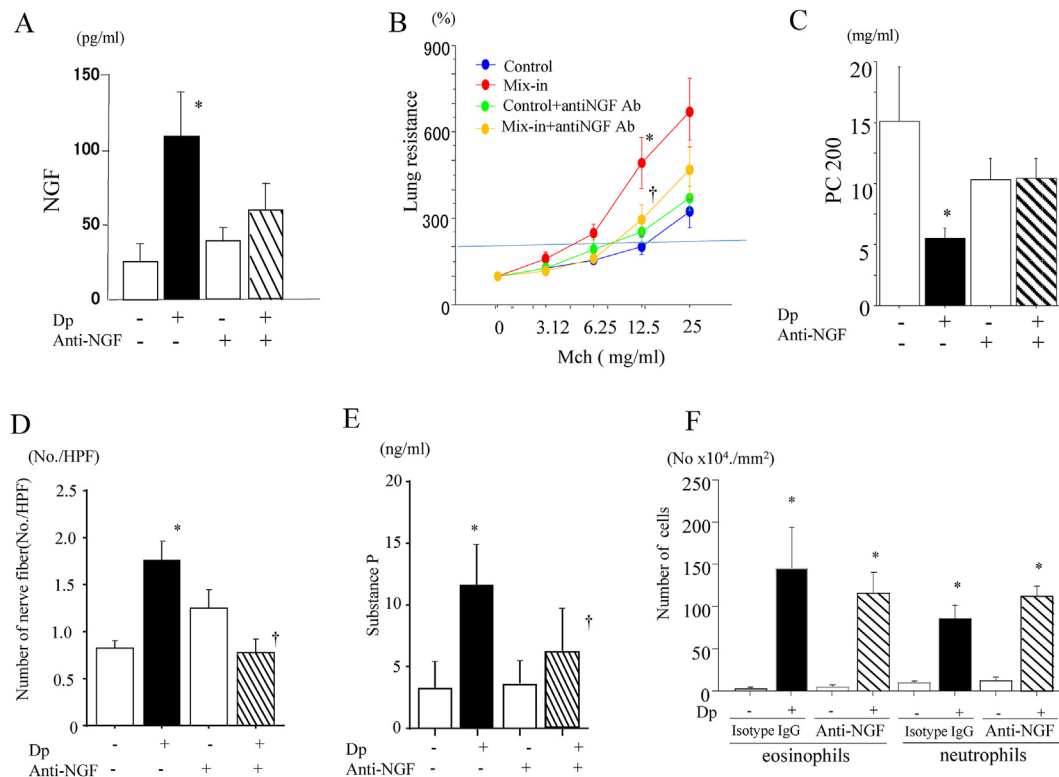 A
(pg/ml)
NGF
150
100
50
0
*
Dp - + - +
Anti-NGF - - + +
B
(%)
Lung resistance
900
600
300
0
Control
Mix-in
Control+antiNGF Ab
Mix-in+antiNGF Ab
*
†
0 3.12 6.25 12.5 25
Mch ( mg/ml)
C
(mg/ml)
PC 200
20
15
10
5
0
*
Dp - + - +
Anti-NGF - - + +
D
(No./HPF)
Number of nerve fiber(No./HPF)
2.5
2.0
1.5
1.0
0.5
0
*
†
Dp - + - +
Anti-NGF - - + +
E
(ng/ml)
Substance P
20
15
10
5
0
*
†
Dp - + - +
Anti-NGF - - + +
F
(No x10⁴./mm²)
Number of cells
250
200
150
100
50
0
* * * *
Dp - + - + - + - +
Isotype IgG Anti-NGF Isotype IgG Anti-NGF
eosinophils neutrophils